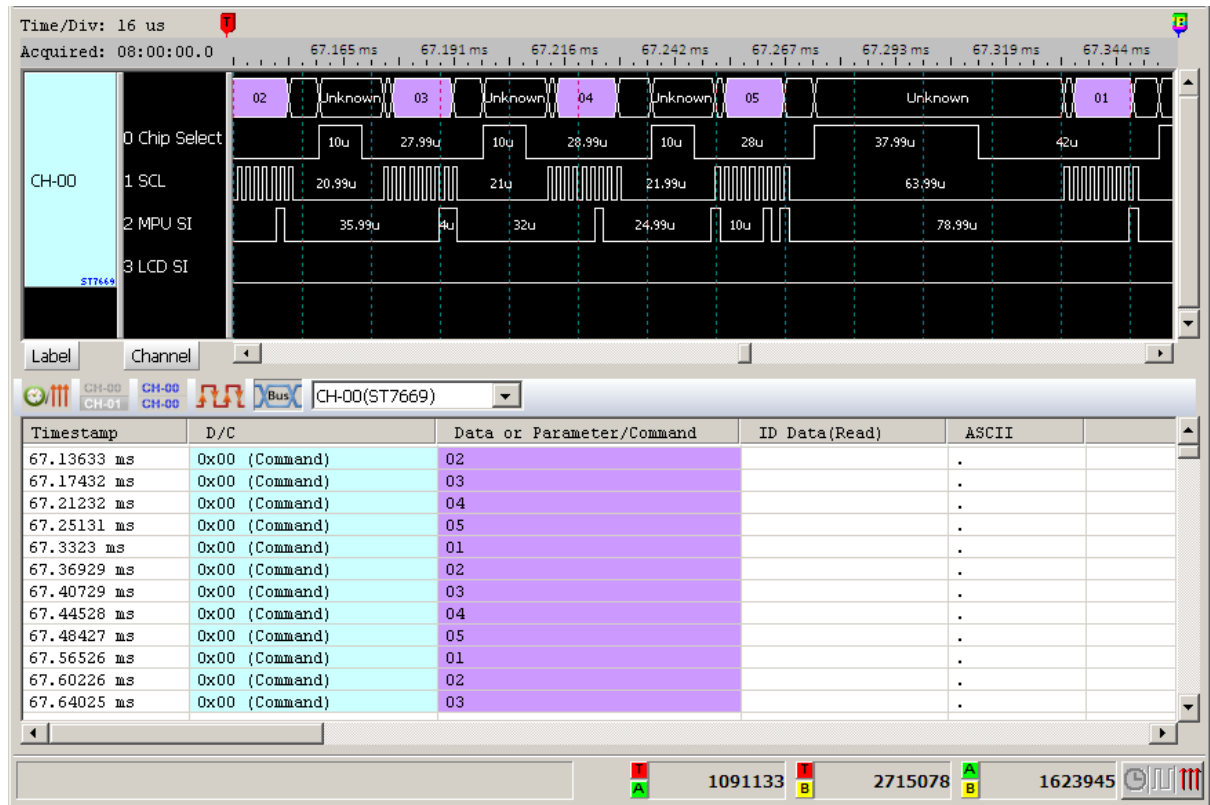 Time/Div: 16 us
T
B
Acquired: 08:00:00.0
67.165 ms 67.191 ms 67.216 ms 67.242 ms 67.267 ms 67.293 ms 67.319 ms 67.344 ms
02 Unknown 03 Unknown 04 Unknown 05 Unknown 01
0 Chip Select 10u 27.99u 10u 28.99u 10u 28u 37.99u 42u
CH-00 1 SCL 20.99u 21u 21.99u 63.99u
2 MPU SI 35.99u 4u 32u 24.99u 10u 78.99u
3 LCD SI
ST7669
Label Channel
CH-00 CH-01 CH-00 CH-00 Bus CH-00(ST7669)
Timestamp D/C Data or Parameter/Command ID Data(Read) ASCII
67.13633 ms 0x00 (Command) 02 .
67.17432 ms 0x00 (Command) 03 .
67.21232 ms 0x00 (Command) 04 .
67.25131 ms 0x00 (Command) 05 .
67.3323 ms 0x00 (Command) 01 .
67.36929 ms 0x00 (Command) 02 .
67.40729 ms 0x00 (Command) 03 .
67.44528 ms 0x00 (Command) 04 .
67.48427 ms 0x00 (Command) 05 .
67.56526 ms 0x00 (Command) 01 .
67.60226 ms 0x00 (Command) 02 .
67.64025 ms 0x00 (Command) 03 .
T A 1091133 T B 2715078 A B 1623945